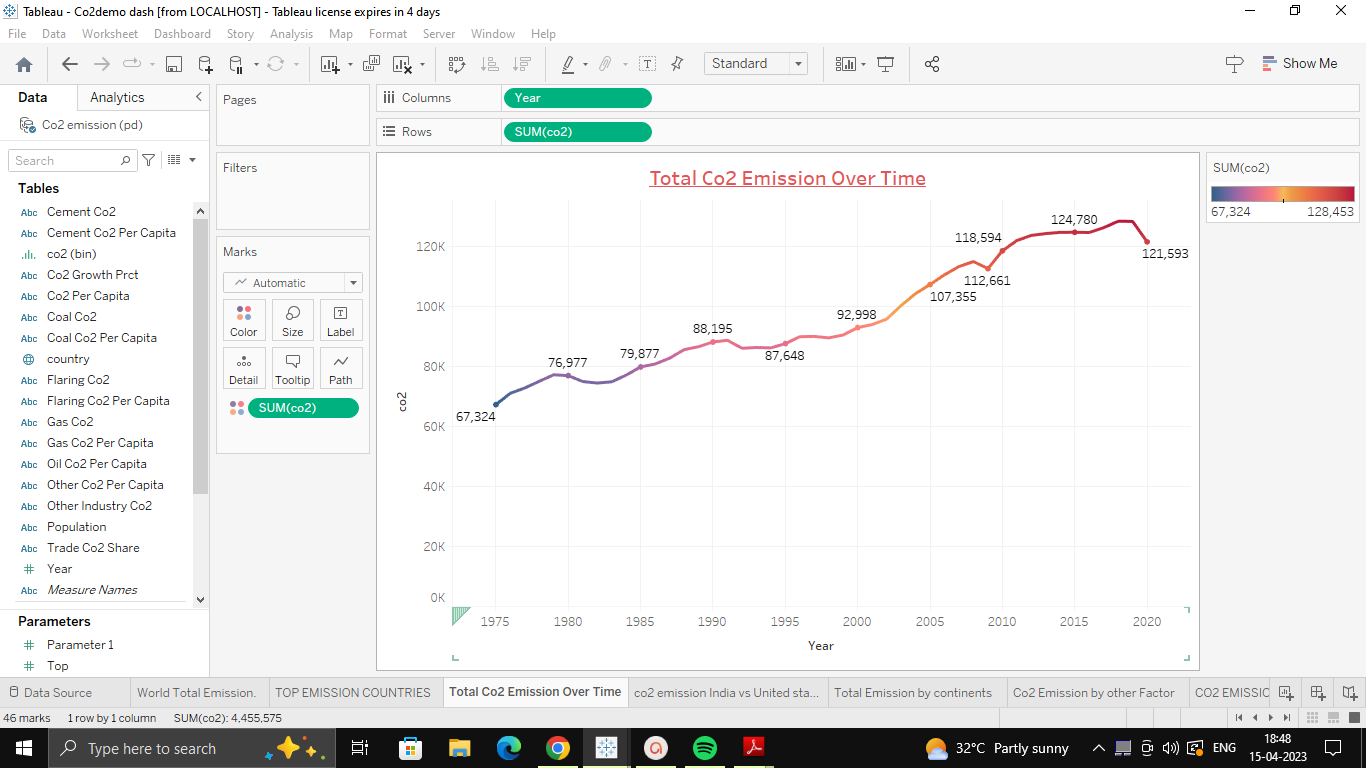 Tableau - Co2demo dash [from LOCALHOST] - Tableau license expires in 4 days
File Data Worksheet Dashboard Story Analysis Map Format Server Window Help
Standard
Show Me
Data Analytics
Co2 emission (pd)
Search
Tables
Abc Cement Co2
Abc Cement Co2 Per Capita
co2 (bin)
Abc Co2 Growth Prct
Abc Co2 Per Capita
Abc Coal Co2
Abc Coal Co2 Per Capita
country
Abc Flaring Co2
Abc Flaring Co2 Per Capita
Abc Gas Co2
Abc Gas Co2 Per Capita
Abc Oil Co2 Per Capita
Abc Other Co2 Per Capita
Abc Other Industry Co2
Abc Population
Abc Trade Co2 Share
# Year
Abc Measure Names
Parameters
# Parameter 1
# Top
Pages
Filters
Marks
Automatic
Color Size Label
Detail Tooltip Path
SUM(co2)
Columns Year
Rows SUM(co2)
Total Co2 Emission Over Time
120K
100K
80K
60K
40K
20K
0K
co2
67,324
76,977
79,877
88,195
87,648
92,998
107,355
118,594
112,661
124,780
121,593
1975 1980 1985 1990 1995 2000 2005 2010 2015 2020
Year
SUM(co2)
67,324 128,453
Data Source World Total Emission. TOP EMISSION COUNTRIES Total Co2 Emission Over Time co2 emission India vs United sta... Total Emission by continents Co2 Emission by other Factor CO2 EMISSIC
46 marks 1 row by 1 column SUM(co2): 4,455,575
Type here to search
32°C Partly sunny
ENG
18:48
15-04-2023